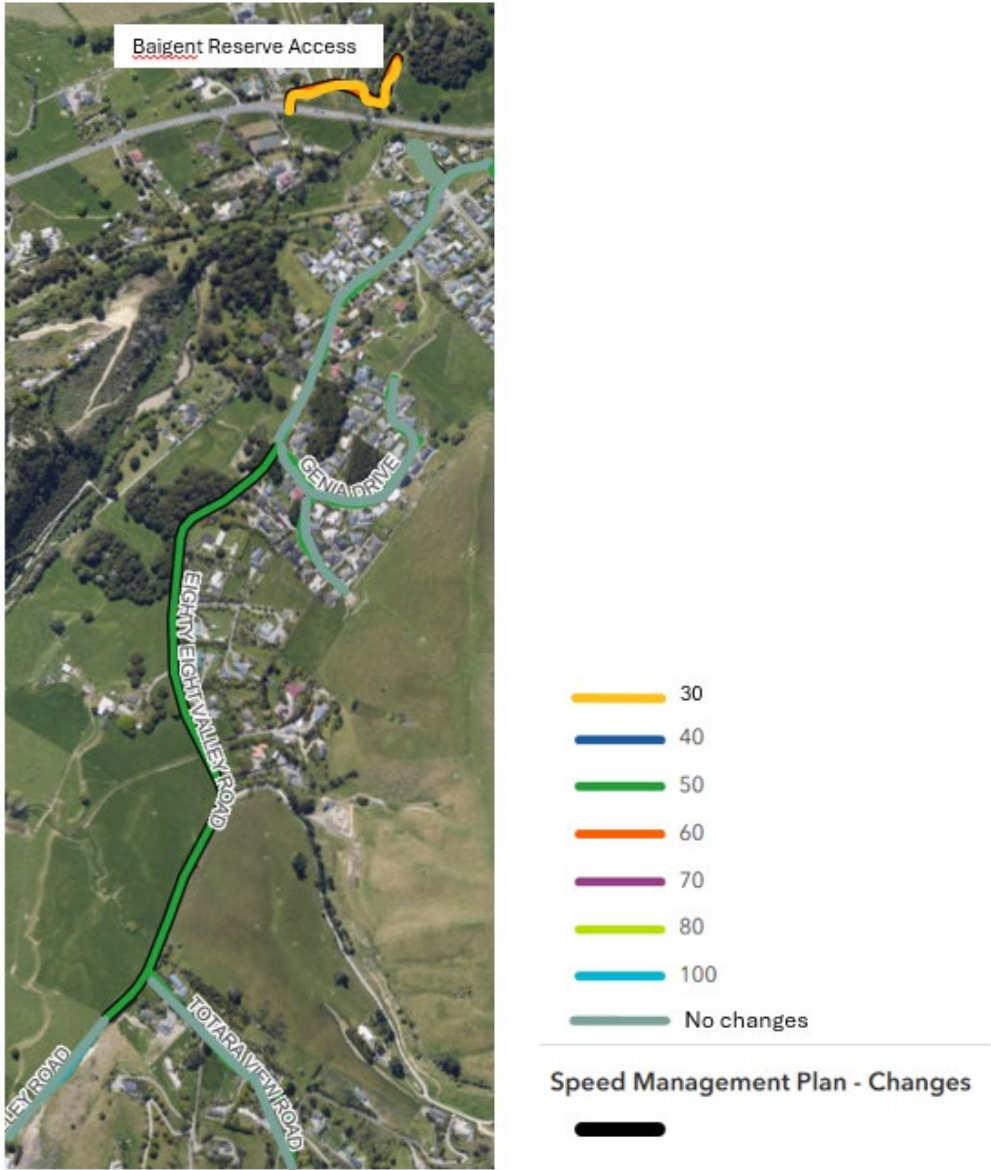 Baigent Reserve Access
GENIA DRIVE
EIGHTY EIGHT VALLEY ROAD
TOTARA VIEW ROAD
LEY ROAD
30
40
50
60
70
80
100
No changes
Speed Management Plan - Changes